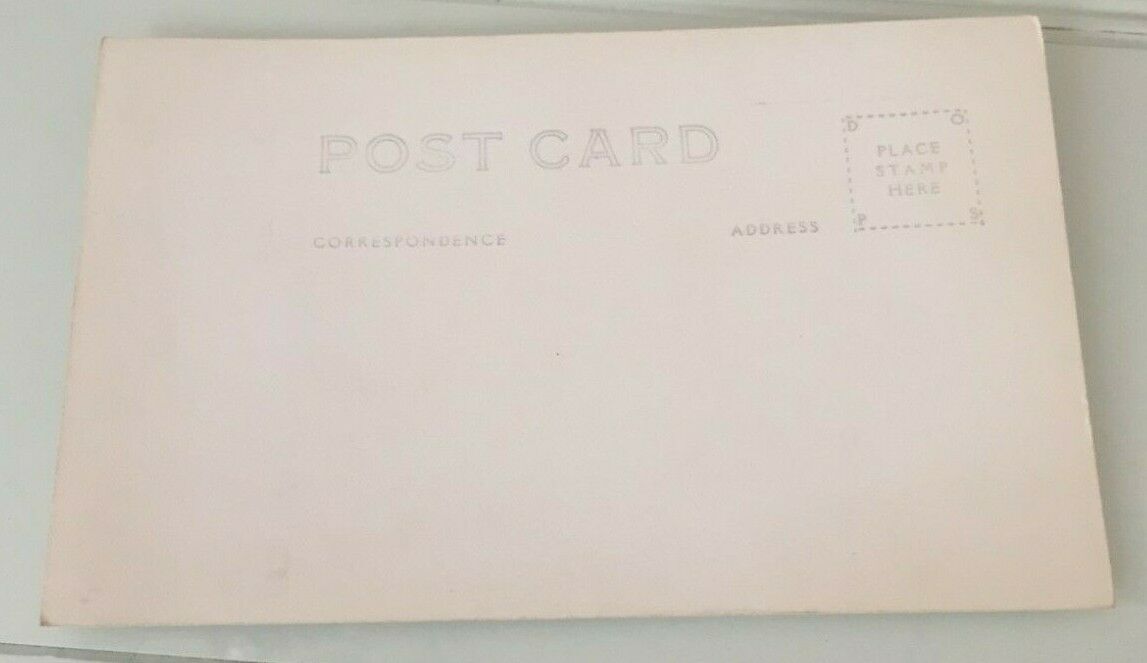 POST CARD
D O
PLACE
STAMP
HERE
P S
CORRESPONDENCE
ADDRESS